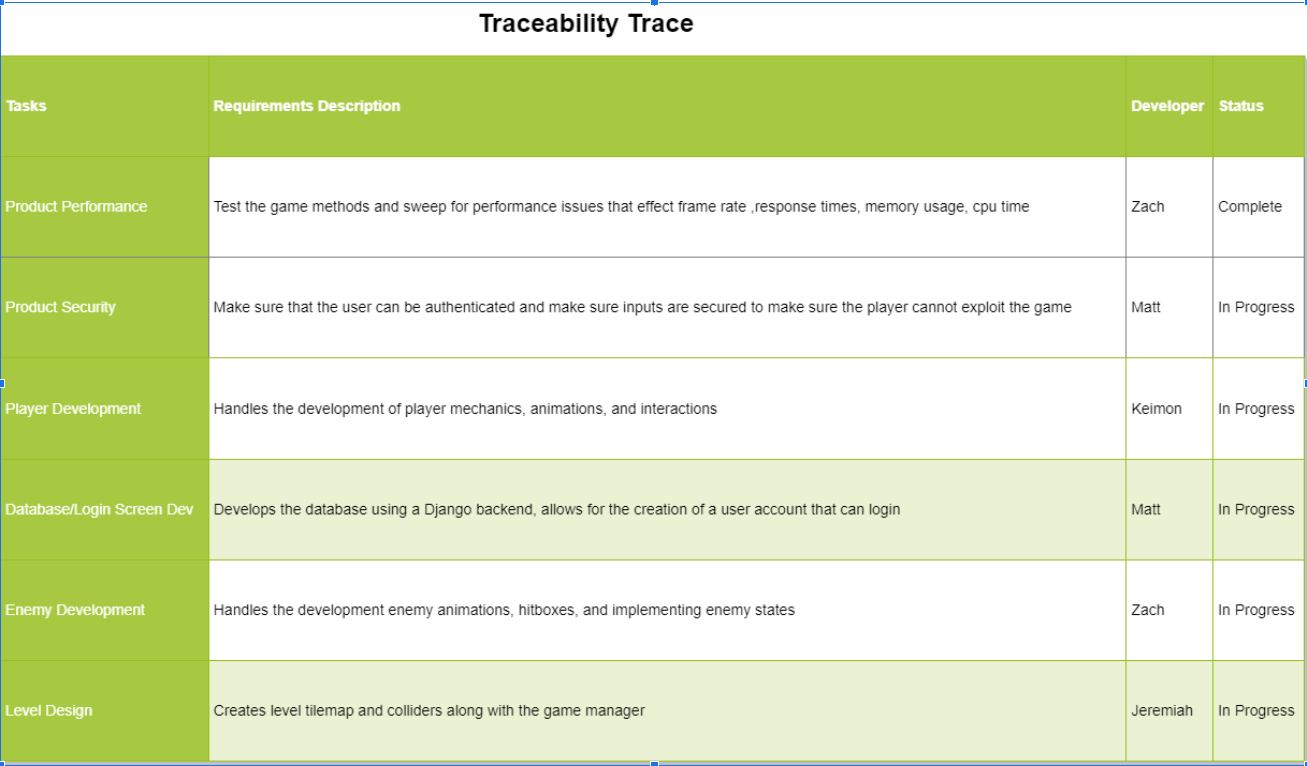 Traceability Trace
Tasks Requirements Description Developer Status
Product Performance Test the game methods and sweep for performance issues that effect frame rate ,response times, memory usage, cpu time Zach Complete
Product Security Make sure that the user can be authenticated and make sure inputs are secured to make sure the player cannot exploit the game Matt In Progress
Player Development Handles the development of player mechanics, animations, and interactions Keimon In Progress
Database/Login Screen Dev Develops the database using a Django backend, allows for the creation of a user account that can login Matt In Progress
Enemy Development Handles the development enemy animations, hitboxes, and implementing enemy states Zach In Progress
Level Design Creates level tilemap and colliders along with the game manager Jeremiah In Progress